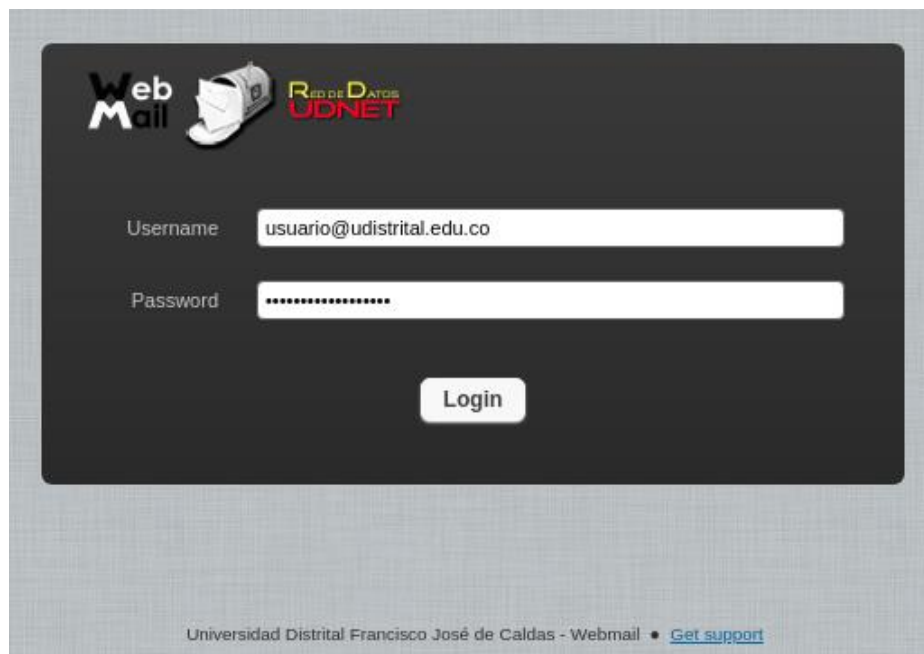 Web Mail
RED DE DATOS
UDNET
Username usuario@udistrital.edu.co
Password ••••••••••••••••••
Login
Universidad Distrital Francisco José de Caldas - Webmail • Get support